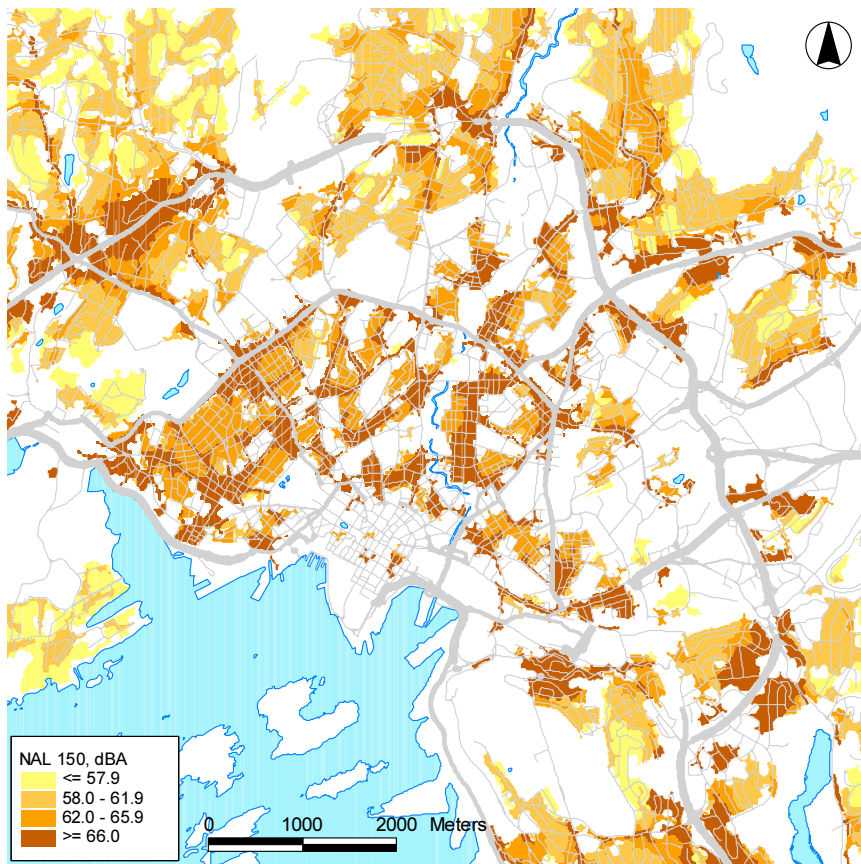 NAL 150, dBA
<= 57.9
58.0 - 61.9
62.0 - 65.9
>= 66.0
0 1000 2000 Meters